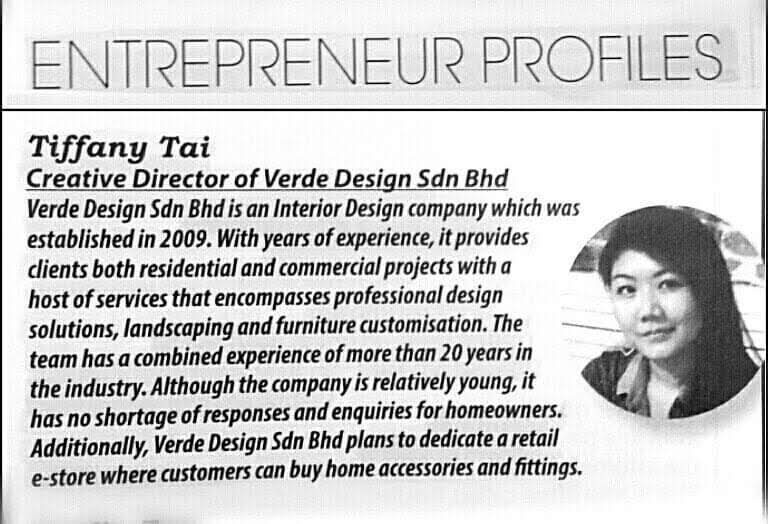 ENTREPRENEUR PROFILES
Tiffany Tai
Creative Director of Verde Design Sdn Bhd
Verde Design Sdn Bhd is an Interior Design company which was
established in 2009. With years of experience, it provides
clients both residential and commercial projects with a
host of services that encompasses professional design
solutions, landscaping and furniture customisation. The
team has a combined experience of more than 20 years in
the industry. Although the company is relatively young, it
has no shortage of responses and enquiries for homeowners.
Additionally, Verde Design Sdn Bhd plans to dedicate a retail
e-store where customers can buy home accessories and fittings.